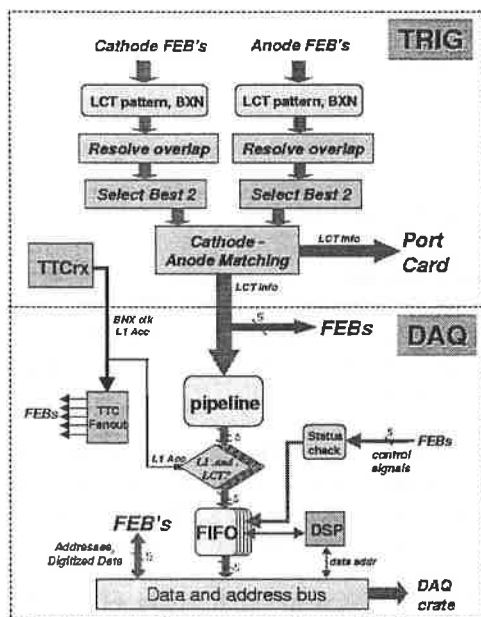 Cathode FEB's
Anode FEB's
TRIG
LCT pattern, BXN
LCT pattern, BXN
Resolve overlap
Resolve overlap
Select Best 2
Select Best 2
Cathode -
Anode Matching
LCT info
Port
Card
TTCrx
LCT info
BNX clk
L1 Acc
5
FEBs
DAQ
pipeline
FEBs
TTC
Fanout
5
Status
check
5
FEBs
control
signals
L1 Acc
L1 and
LCT?
5
FEB's
FIFO
DSP
Addresses,
Digitized Data
5
5
data addr
Data and address bus
DAQ
crate